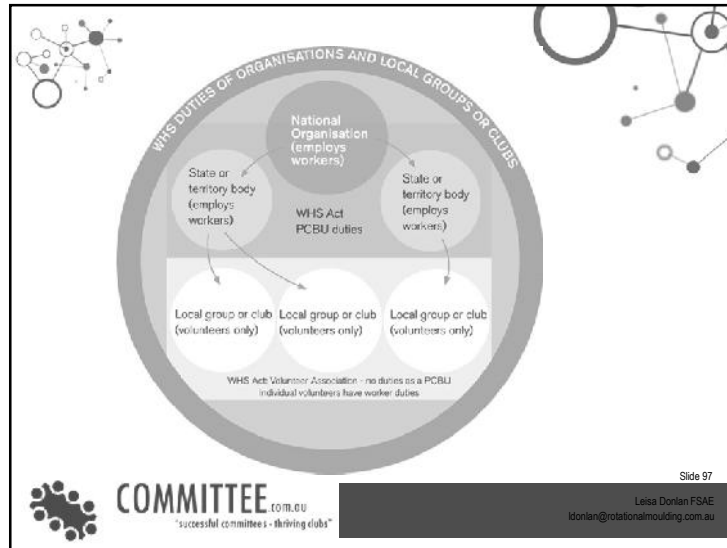 WHS DUTIES OF ORGANISATIONS AND LOCAL GROUPS OR CLUBS
National
Organisation
(employs
workers)
State or
territory body
(employs
workers)
WHS Act
PCBU duties
State or
territory body
(employs
workers)
Local group or club
(volunteers only)
Local group or club
(volunteers only)
Local group or club
(volunteers only)
WHS Act: Volunteer Association - no duties as a PCBU
individual volunteers have worker duties
Slide 97
COMMITTEE.com.au
"successful committees - thriving clubs"
Leisa Donlan FSAE
ldonlan@rotationalmoulding.com.au